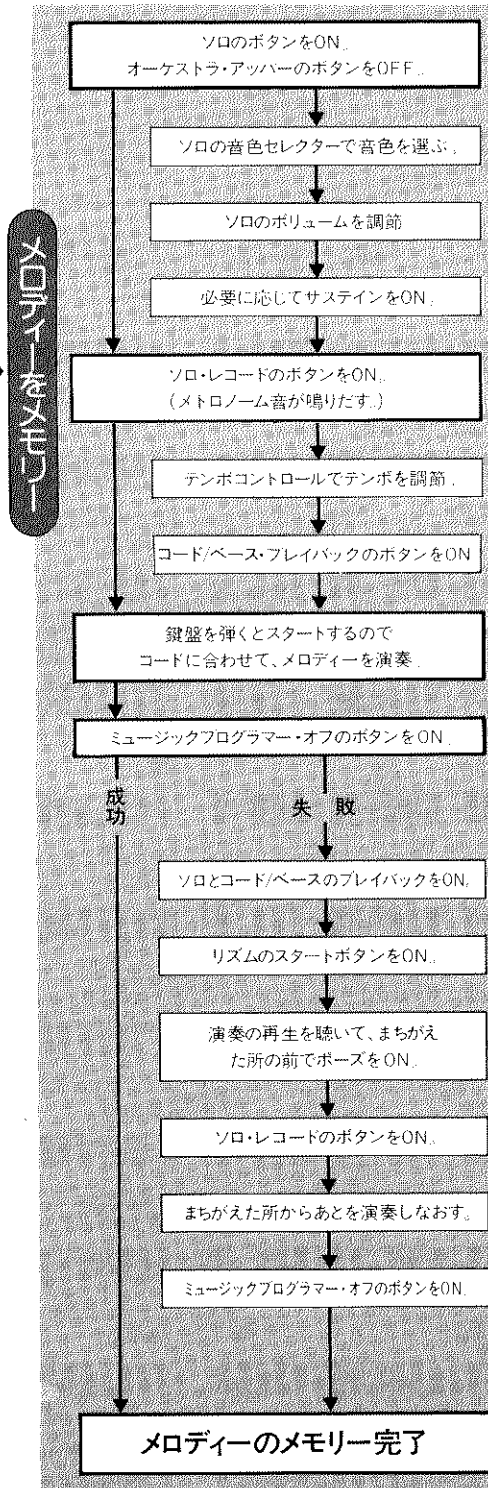 メロディーをメモリー
ソロのボタンをON。
オーケストラ・アッパーのボタンをOFF。
ソロの音色セレクターで音色を選ぶ。
ソロのボリュームを調節
必要に応じてサステインをON。
ソロ・レコードのボタンをON。
(メトロノーム音が鳴りだす。)
テンポコントロールでテンポを調節。
コード/ベース・プレイバックのボタンをON
鍵盤を弾くとスタートするので
コードに合わせて、メロディーを演奏。
ミュージックプログラマー・オフのボタンをON。
成功
失敗
ソロとコード/ベースのプレイバックをON。
リズムのスタートボタンをON。
演奏の再生を聴いて、まちがえ
た所の前でポーズをON。
ソロ・レコードのボタンをON。
まちがえた所からあとを演奏しなおす。
ミュージックプログラマー・オフのボタンをON。
メロディーのメモリー完了